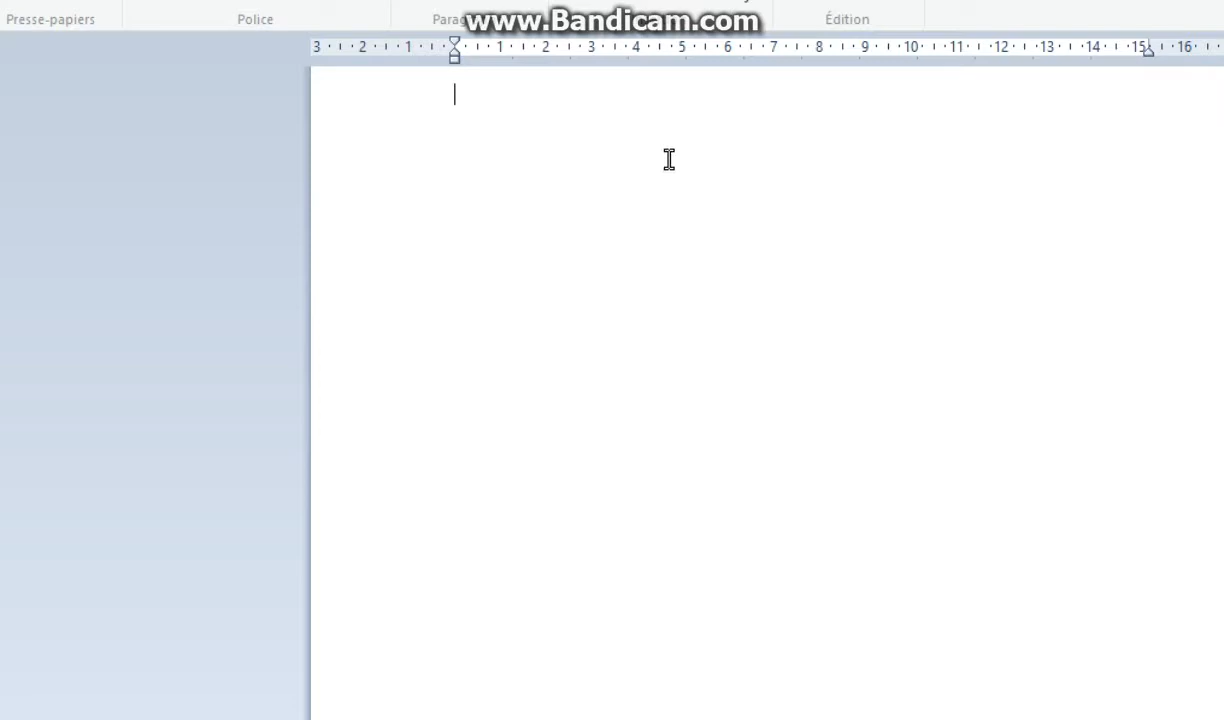 www.Bandicam.com
Presse-papiers Police Édition
3 2 1 1 2 3 4 5 6 7 8 9 10 11 12 13 14 15 16